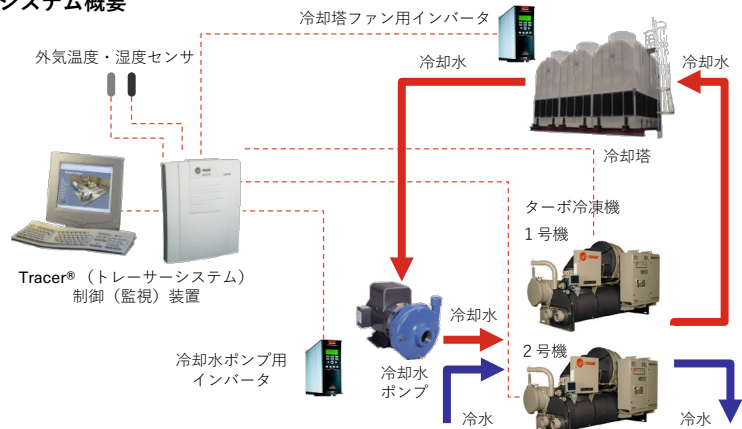 システム概要
冷却塔ファン用インバータ
外気温度・湿度センサ
冷却水
冷却水
冷却塔
ターボ冷凍機
1号機
Tracer®（トレーサーシステム）
制御（監視）装置
冷却水
冷却水ポンプ用
インバータ
冷却水
ポンプ
2号機
冷水
冷水